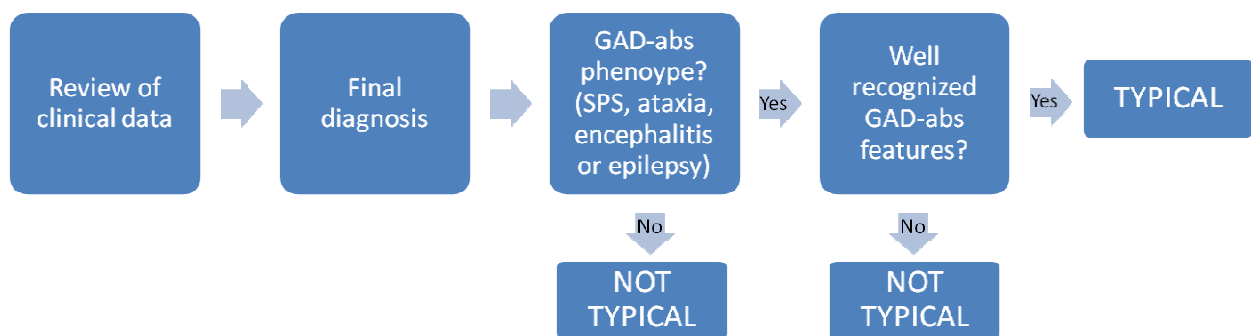 Review of
clinical data
Final
diagnosis
GAD-abs
phenoype?
(SPS, ataxia,
encephalitis
or epilepsy)
Yes
Well
recognized
GAD-abs
features?
Yes
TYPICAL
No
NOT
TYPICAL
No
NOT
TYPICAL